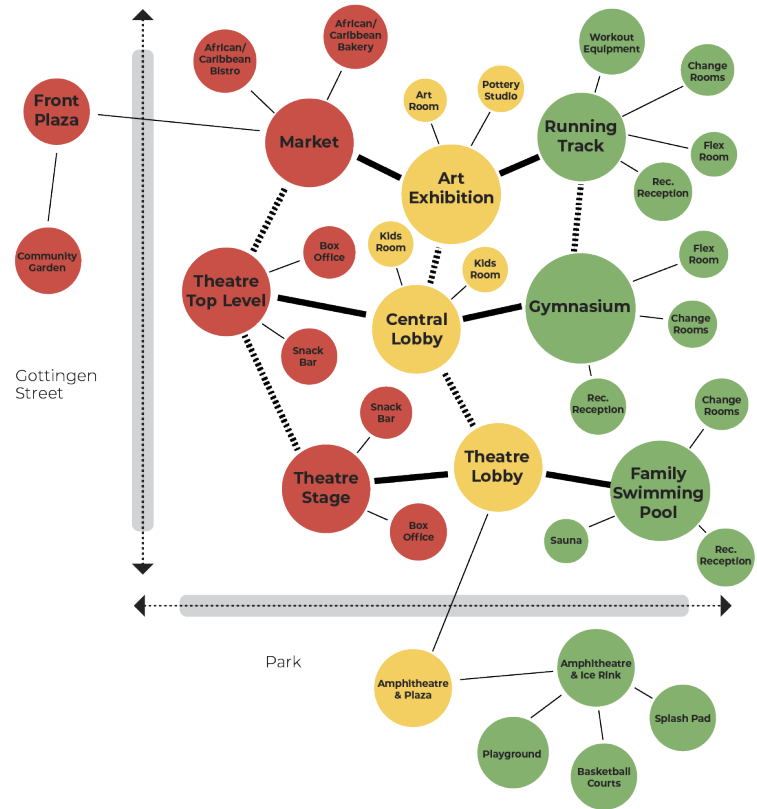 African/
Caribbean
Bistro
African/
Caribbean
Bakery
Workout
Equipment
Change
Rooms
Front
Plaza
Market
Art
Room
Pottery
Studio
Running
Track
Flex
Room
Art
Exhibition
Rec.
Reception
Community
Garden
Box
Office
Kids
Room
Kids
Room
Flex
Room
Theatre
Top Level
Central
Lobby
Gymnasium
Change
Rooms
Snack
Bar
Gottingen
Street
Rec.
Reception
Snack
Bar
Change
Rooms
Theatre
Stage
Theatre
Lobby
Family
Swimming
Pool
Box
Office
Sauna
Rec.
Reception
Park
Amphitheatre
& Plaza
Amphitheatre
& Ice Rink
Splash Pad
Playground
Basketball
Courts